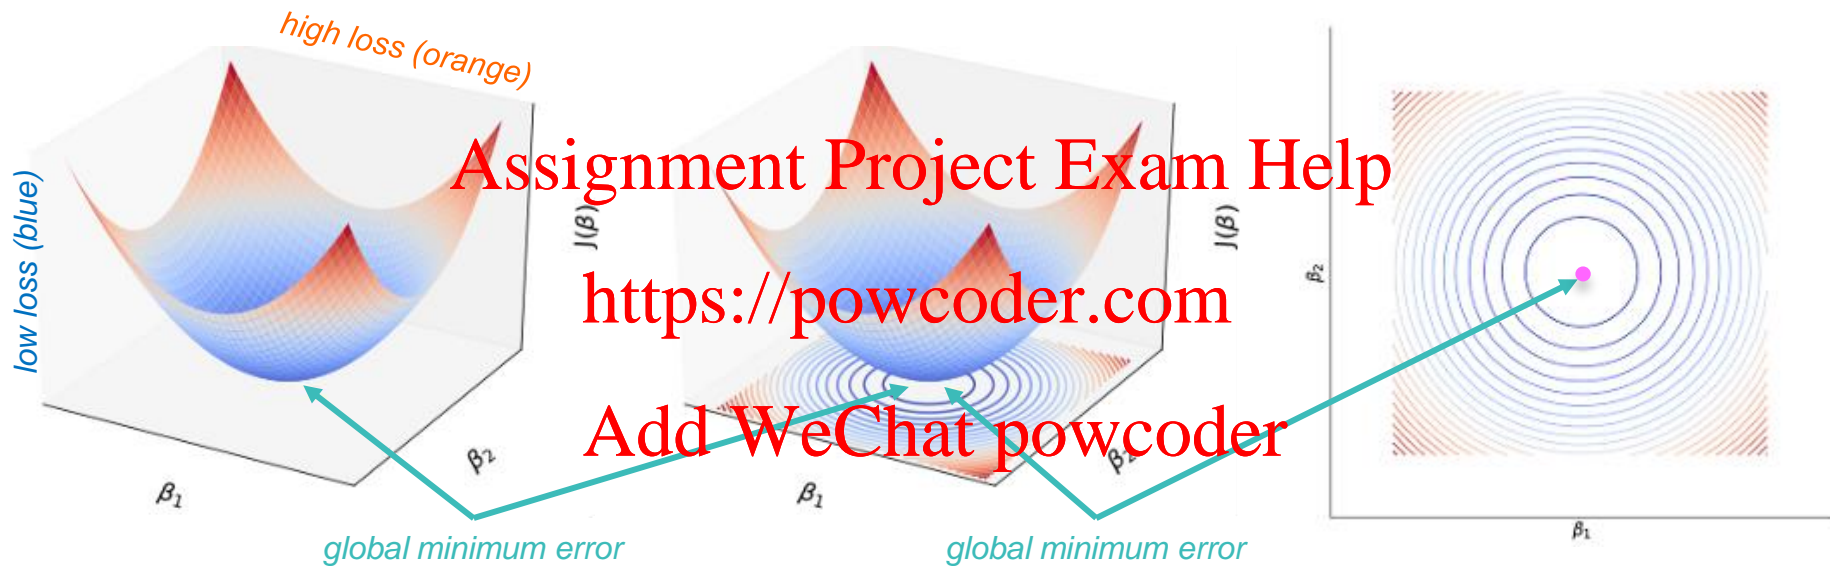 high loss (orange)
low loss (blue)
J(β)
β₂
β₁
global minimum error
Assignment Project Exam Help
https://powcoder.com
Add WeChat powcoder
J(β)
β₂
β₁
global minimum error
β₂
β₁